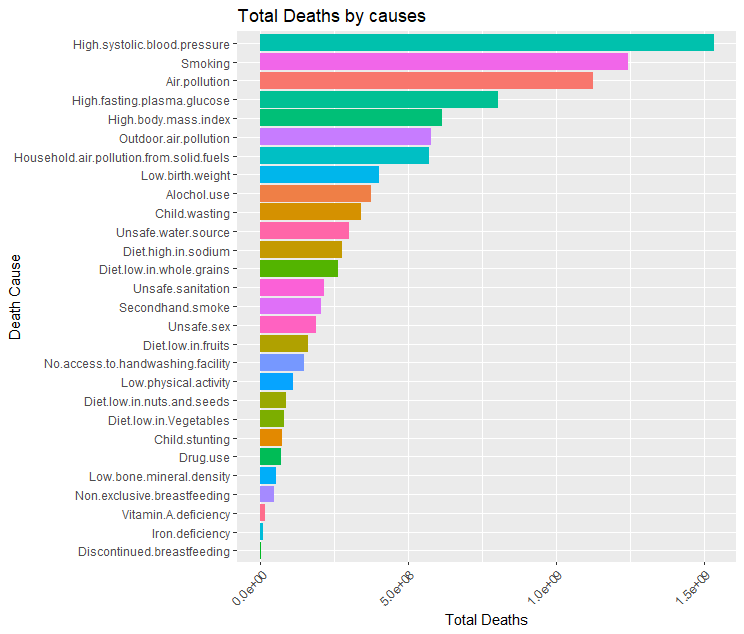 Total Deaths by causes
High.systolic.blood.pressure
Smoking
Air.pollution
High.fasting.plasma.glucose
High.body.mass.index
Outdoor.air.pollution
Household.air.pollution.from.solid.fuels
Low.birth.weight
Alochol.use
Child.wasting
Unsafe.water.source
Diet.high.in.sodium
Diet.low.in.whole.grains
Unsafe.sanitation
Secondhand.smoke
Unsafe.sex
Diet.low.in.fruits
No.access.to.handwashing.facility
Low.physical.activity
Diet.low.in.nuts.and.seeds
Diet.low.in.Vegetables
Child.stunting
Drug.use
Low.bone.mineral.density
Non.exclusive.breastfeeding
Vitamin.A.deficiency
Iron.deficiency
Discontinued.breastfeeding
Death Cause
0.0e+00
5.0e+08
1.0e+09
1.5e+09
Total Deaths